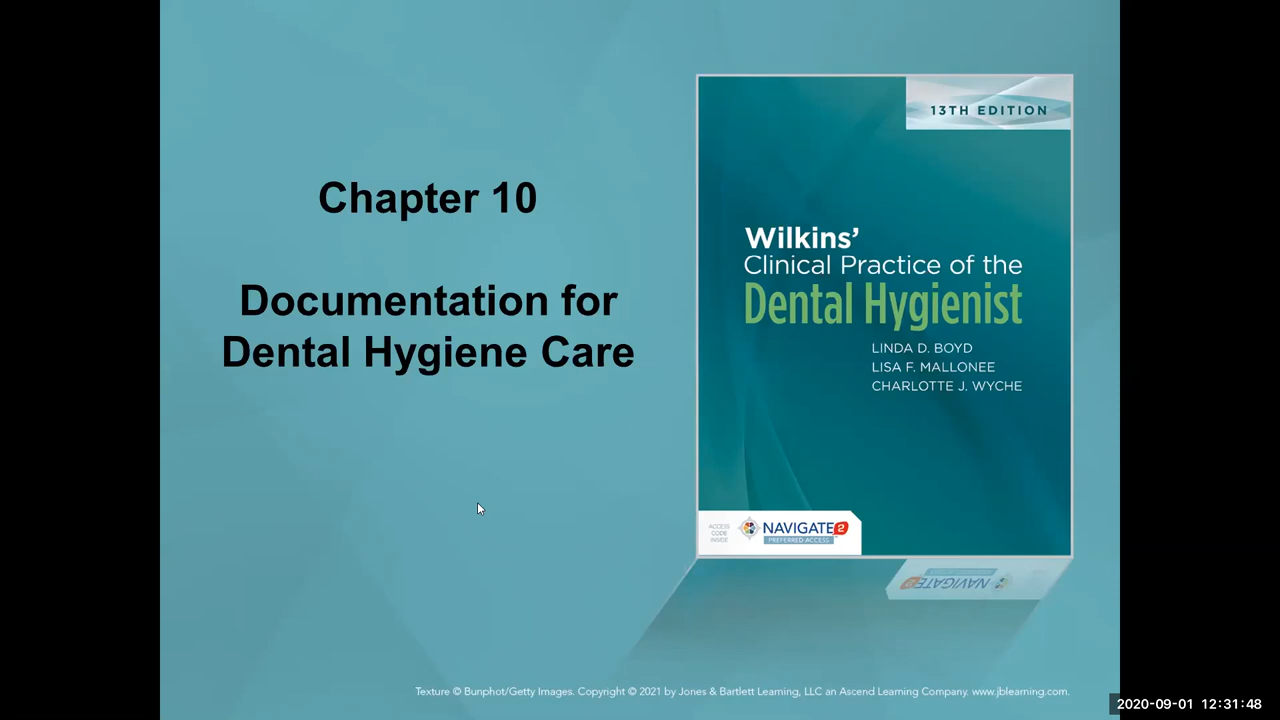 Chapter 10
Documentation for
Dental Hygiene Care
13TH EDITION
Wilkins’
Clinical Practice of the
Dental Hygienist
LINDA D. BOYD
LISA F. MALLONEE
CHARLOTTE J. WYCHE
ACCESS
CODE
INSIDE
NAVIGATE 2
PREFERRED ACCESS
NAVIGATE 2
Texture © Bunphot/Getty Images. Copyright © 2021 by Jones & Bartlett Learning, LLC an Ascend Learning Company. www.jblearning.com.
2020-09-01 12:31:48